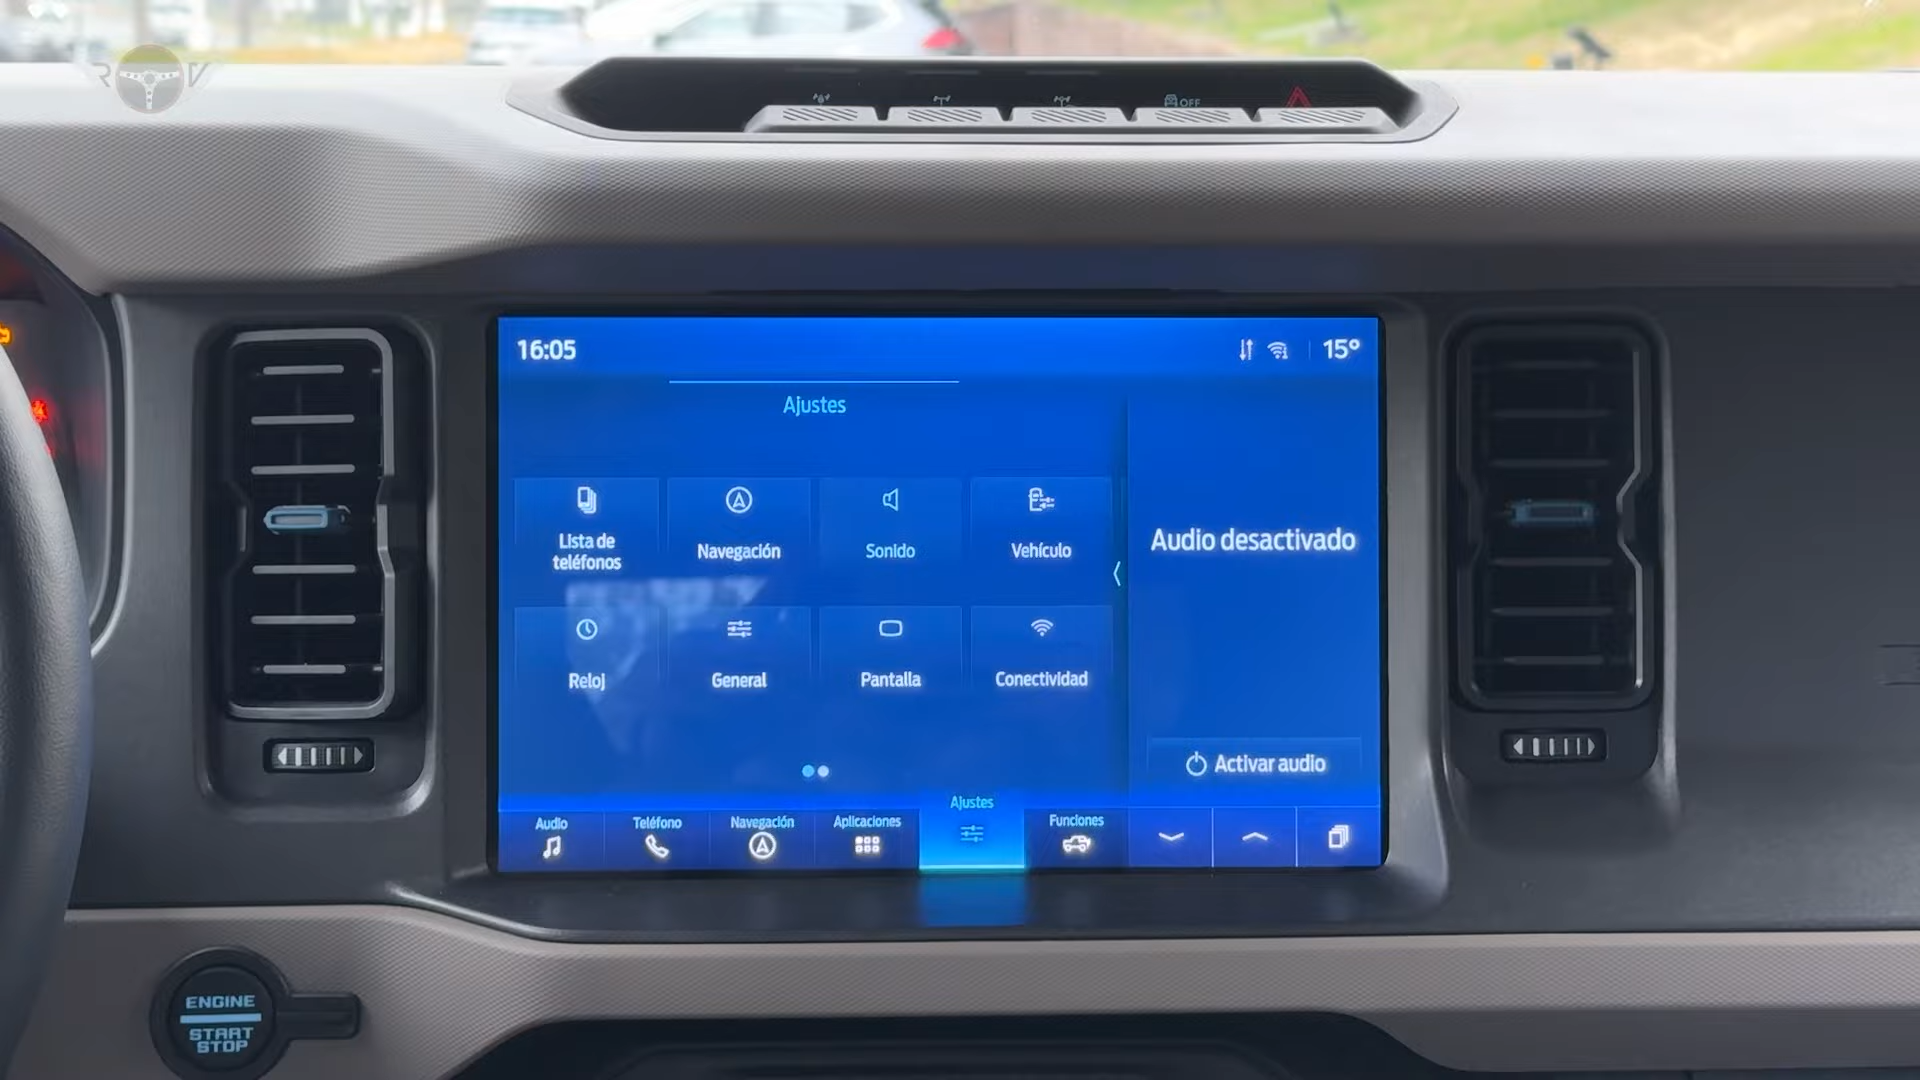 R V
OFF
16:05
15°
Ajustes
Lista de
teléfonos
Navegación
Sonido
Vehículo
Audio desactivado
Reloj
General
Pantalla
Conectividad
Activar audio
Audio
Teléfono
Navegación
Aplicaciones
Ajustes
Funciones
ENGINE
START
STOP